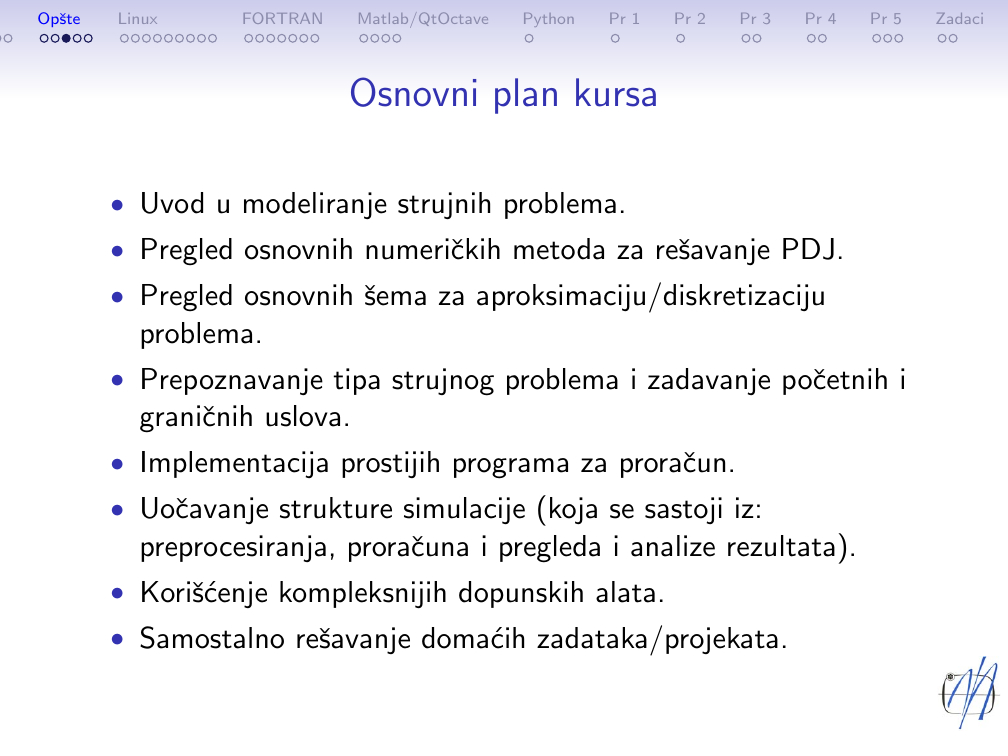 Opšte Linux FORTRAN Matlab/QtOctave Python Pr 1 Pr 2 Pr 3 Pr 4 Pr 5 Zadaci
Osnovni plan kursa
• Uvod u modeliranje strujnih problema.
• Pregled osnovnih numeričkih metoda za rešavanje PDJ.
• Pregled osnovnih šema za aproksimaciju/diskretizaciju
problema.
• Prepoznavanje tipa strujnog problema i zadavanje početnih i
graničnih uslova.
• Implementacija prostijih programa za proračun.
• Uočavanje strukture simulacije (koja se sastoji iz:
preprocesiranja, proračuna i pregleda i analize rezultata).
• Korišćenje kompleksnijih dopunskih alata.
• Samostalno rešavanje domaćih zadataka/projekata.